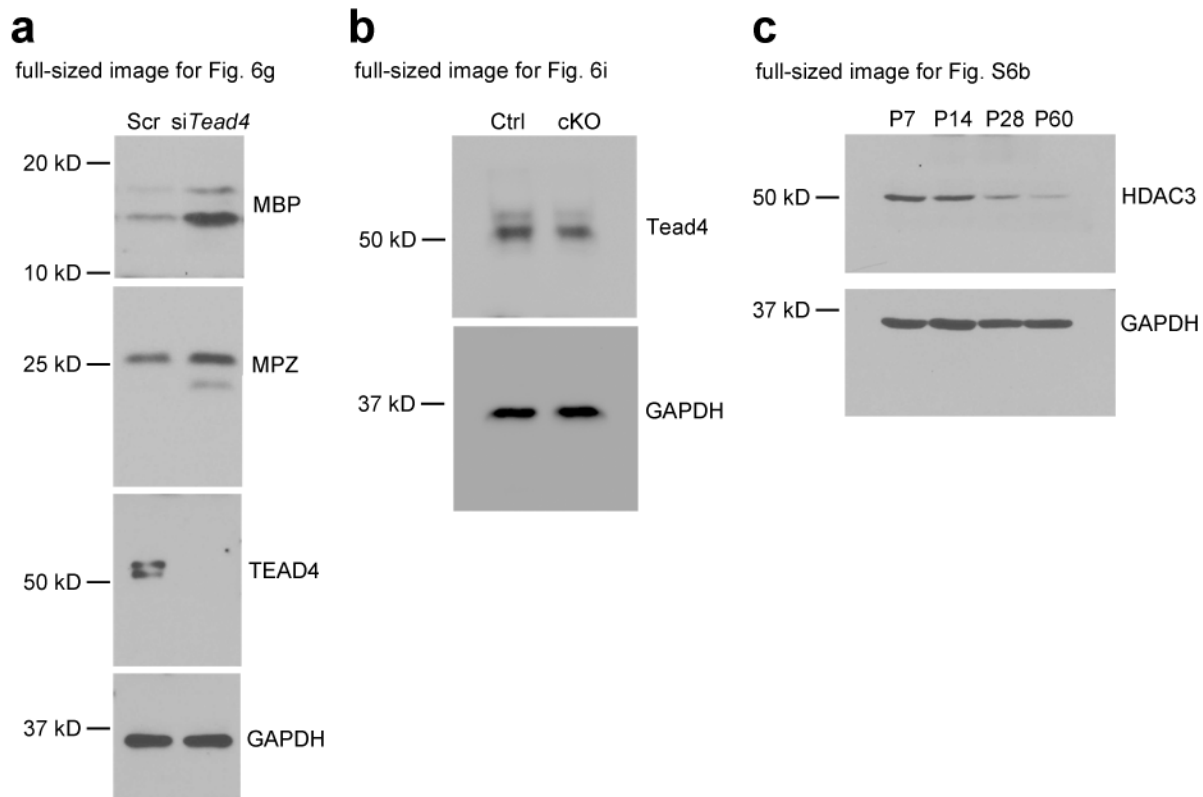 a
full-sized image for Fig. 6g
Scr siTead4
20 kD
MBP
10 kD
25 kD
MPZ
50 kD
TEAD4
37 kD
GAPDH
b
full-sized image for Fig. 6i
Ctrl cKO
50 kD
Tead4
37 kD
GAPDH
c
full-sized image for Fig. S6b
P7 P14 P28 P60
50 kD
HDAC3
37 kD
GAPDH